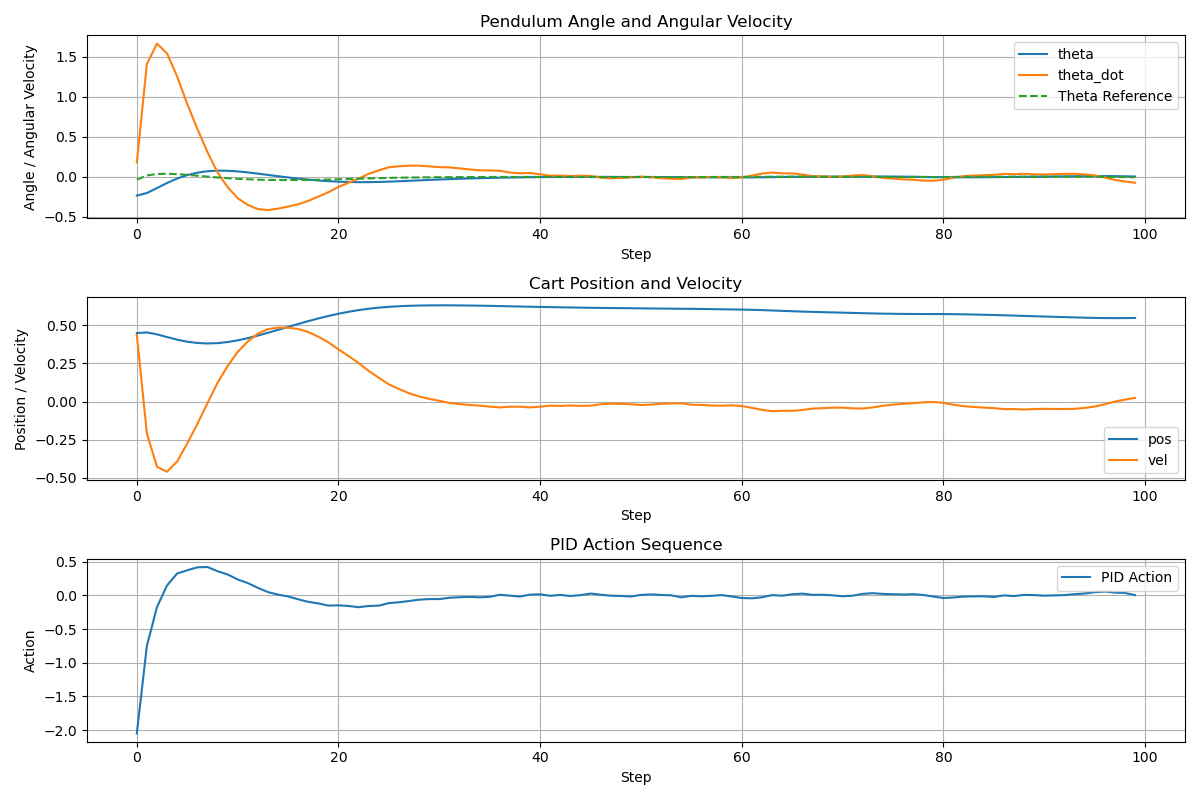 Pendulum Angle and Angular Velocity
Angle / Angular Velocity
1.5
1.0
0.5
0.0
−0.5
theta
theta_dot
Theta Reference
0 20 40 60 80 100
Step
Cart Position and Velocity
Position / Velocity
0.50
0.25
0.00
−0.25
−0.50
pos
vel
0 20 40 60 80 100
Step
PID Action Sequence
Action
0.5
0.0
−0.5
−1.0
−1.5
−2.0
PID Action
0 20 40 60 80 100
Step